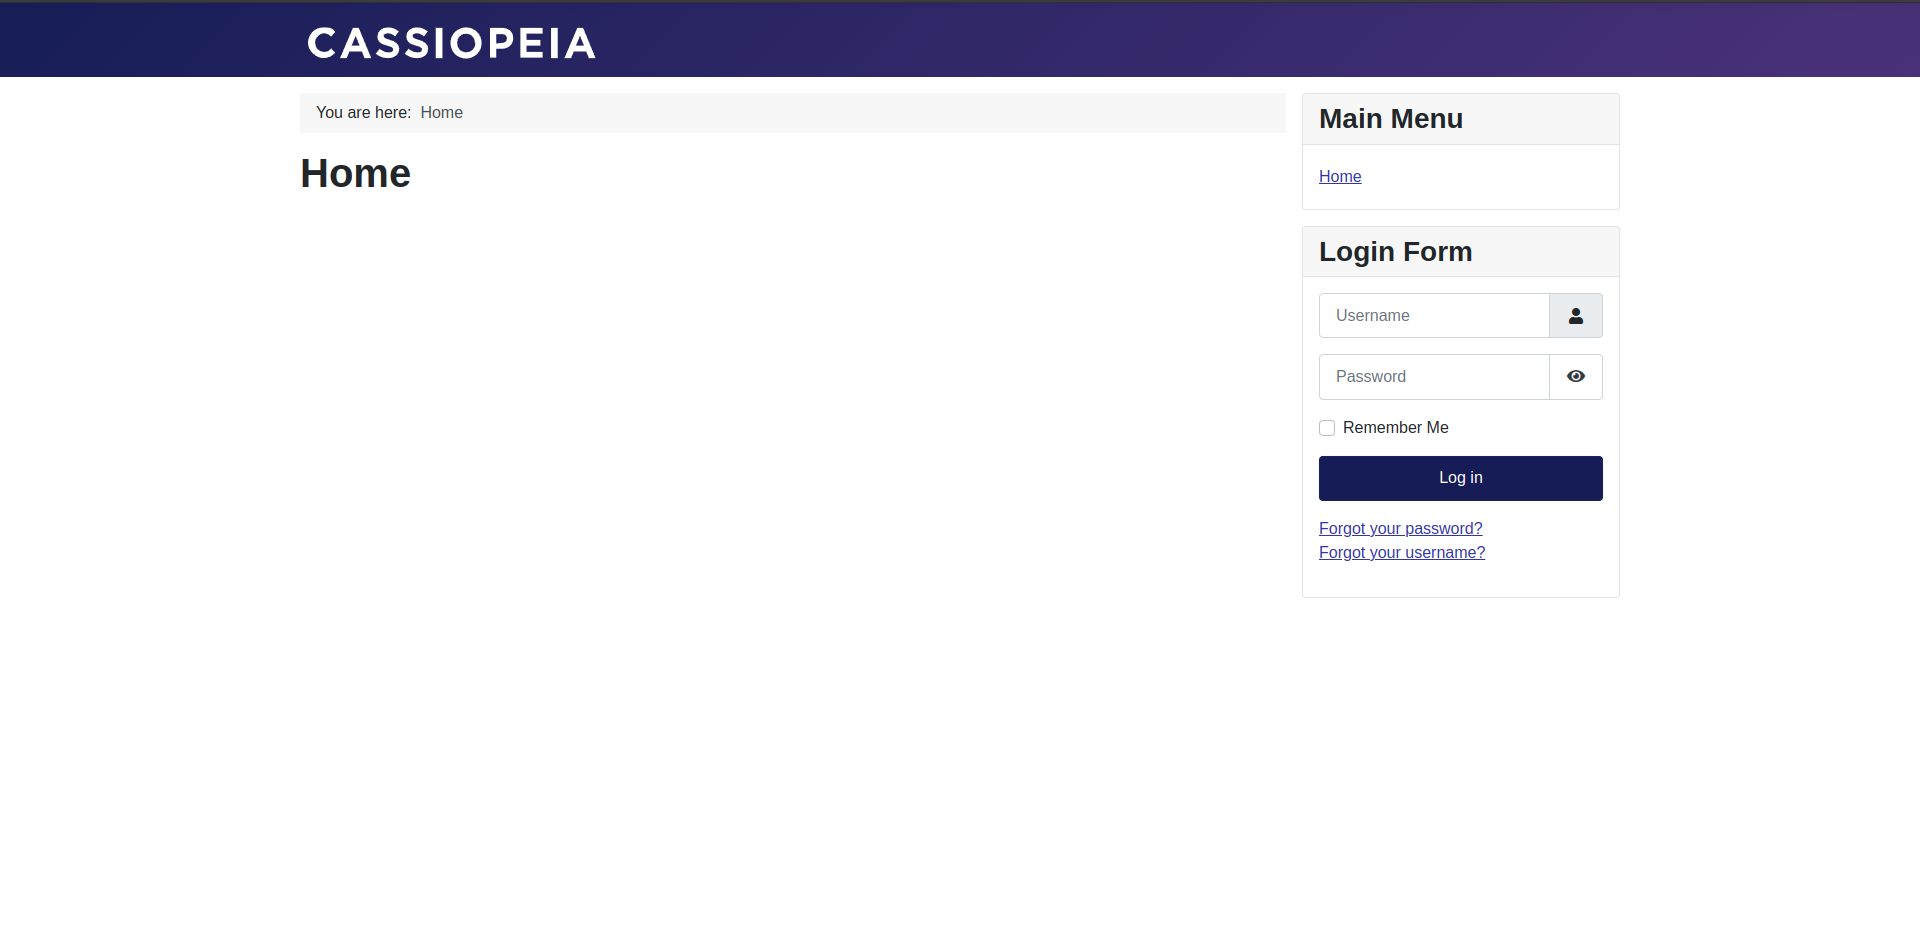 CASSIOPEIA
You are here: Home
Home
Main Menu
Home
Login Form
Username
Password
Remember Me
Log in
Forgot your password?
Forgot your username?